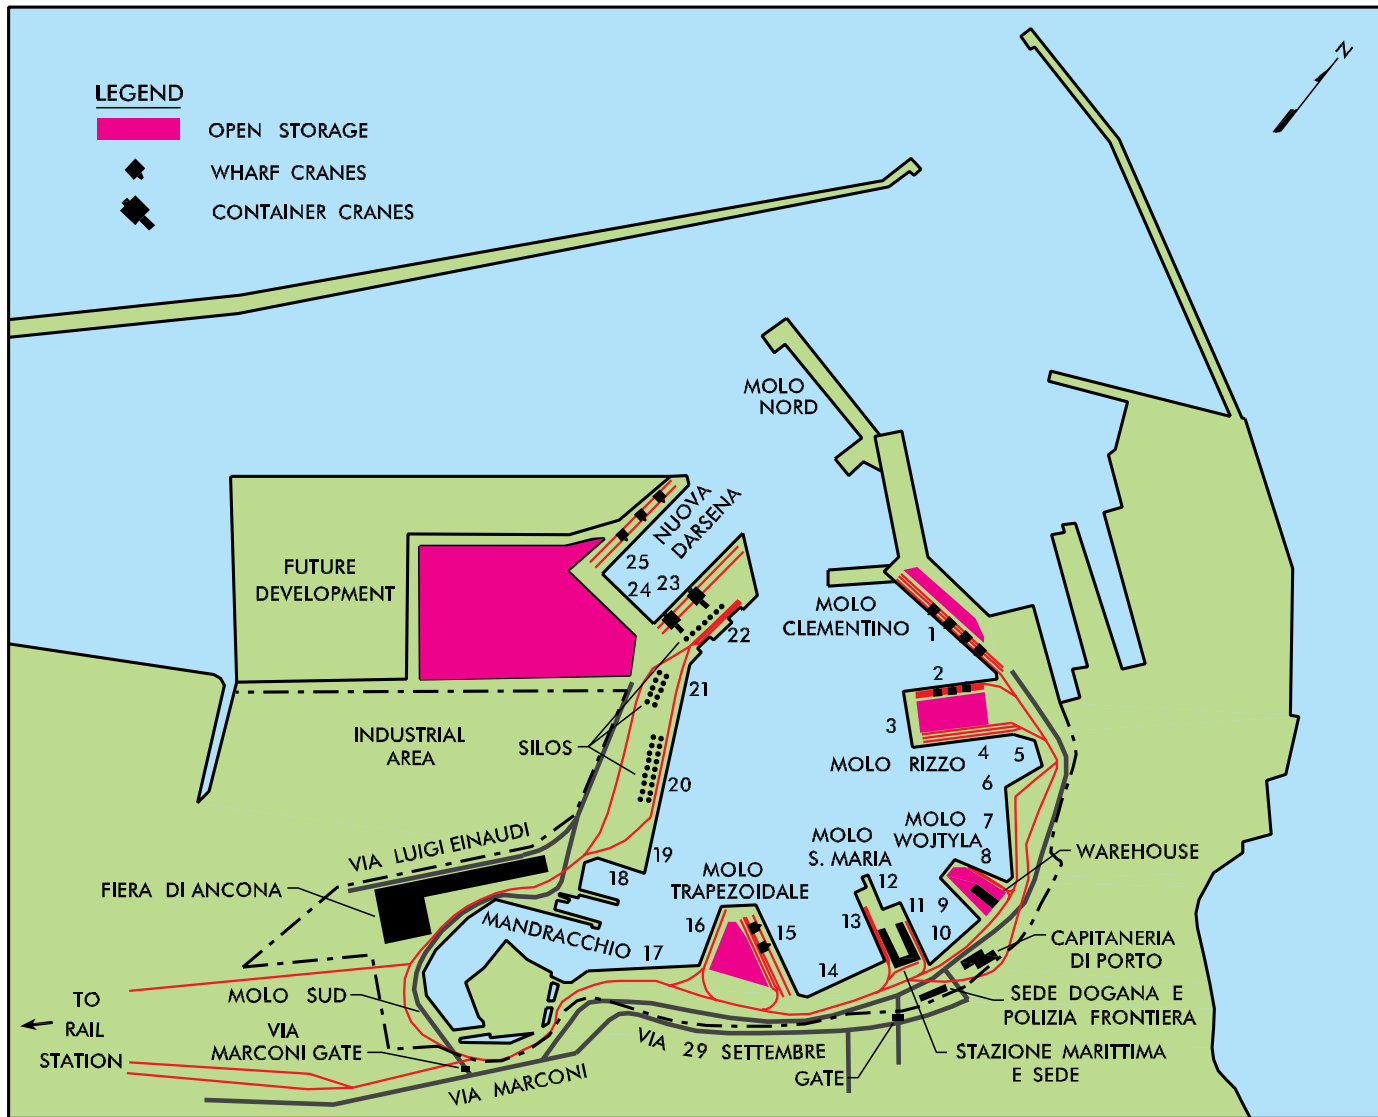 LEGEND
OPEN STORAGE
WHARF CRANES
CONTAINER CRANES
N
MOLO
NORD
NUOVA
DARSENA
25
24
23
22
21
20
19
18
17
16
15
14
13
12
11
10
9
8
7
6
5
4
3
2
1
FUTURE
DEVELOPMENT
MOLO
CLEMENTINO
INDUSTRIAL
AREA
SILOS
MOLO RIZZO
MOLO
WOJTYLA
MOLO
S. MARIA
WAREHOUSE
VIA LUIGI EINAUDI
FIERA DI ANCONA
MOLO
TRAPEZOIDALE
MANDRACCHIO
CAPITANERIA
DI PORTO
MOLO SUD
SEDE DOGANA E
POLIZIA FRONTIERA
TO
RAIL
STATION
VIA
MARCONI GATE
VIA MARCONI
VIA 29 SETTEMBRE
GATE
STAZIONE MARITTIMA
E SEDE